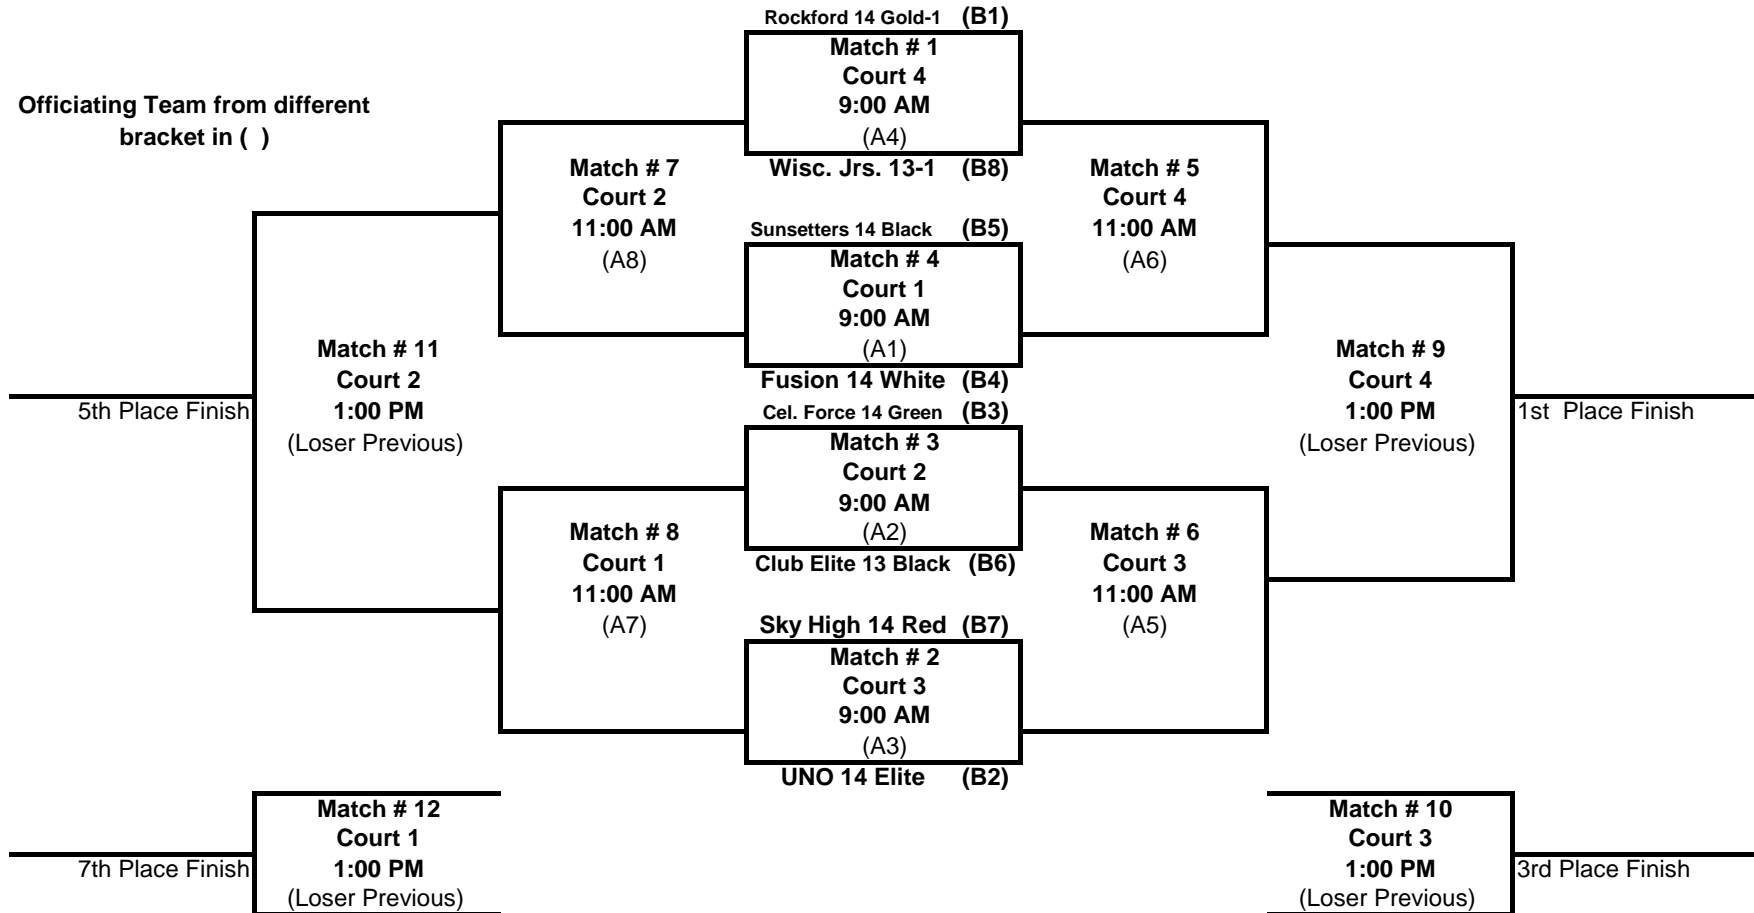 Rockford 14 Gold-1 (B1)
Match # 1
Court 4
9:00 AM
(A4)
Wisc. Jrs. 13-1 (B8)
Officiating Team from different
bracket in ( )
Match # 7
Court 2
11:00 AM
(A8)
Match # 5
Court 4
11:00 AM
(A6)
Sunsetters 14 Black (B5)
Match # 4
Court 1
9:00 AM
(A1)
Fusion 14 White (B4)
Match # 11
Court 2
1:00 PM
(Loser Previous)
5th Place Finish
Match # 9
Court 4
1:00 PM
(Loser Previous)
1st  Place Finish
Cel. Force 14 Green (B3)
Match # 3
Court 2
9:00 AM
(A2)
Club Elite 13 Black (B6)
Match # 8
Court 1
11:00 AM
(A7)
Match # 6
Court 3
11:00 AM
(A5)
Sky High 14 Red (B7)
Match # 2
Court 3
9:00 AM
(A3)
UNO 14 Elite (B2)
Match # 12
Court 1
1:00 PM
(Loser Previous)
7th Place Finish
Match # 10
Court 3
1:00 PM
(Loser Previous)
3rd Place Finish